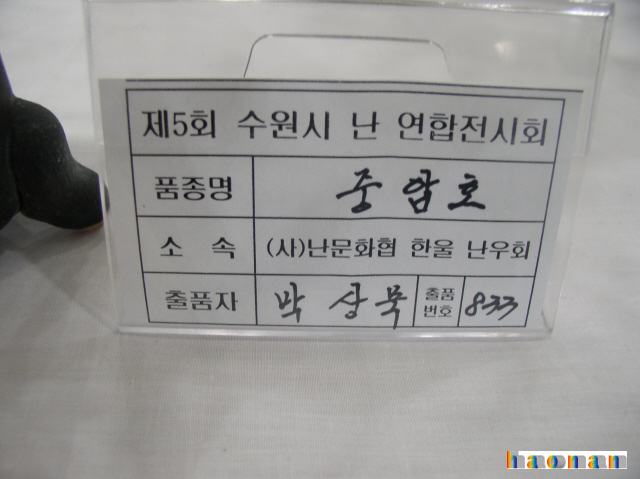 제5회 수원시 난 연합전시회
품종명 중압호
소 속 (사)난문화협 한울 난우회
출품자 박상묵 출품번호 833
haonan